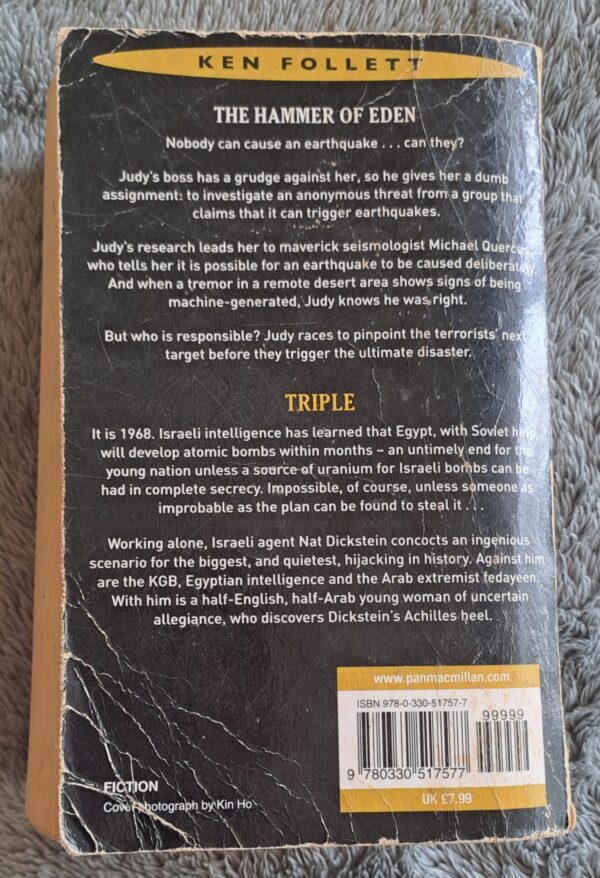 KEN FOLLETT
THE HAMMER OF EDEN
Nobody can cause an earthquake . . . can they?
Judy's boss has a grudge against her, so he gives her a dumb
assignment: to investigate an anonymous threat from a group that
claims that it can trigger earthquakes.
Judy's research leads her to maverick seismologist Michael Quercus,
who tells her it is possible for an earthquake to be caused deliberately.
And when a tremor in a remote desert area shows signs of being
machine-generated, Judy knows he was right.
But who is responsible? Judy races to pinpoint the terrorists' next
target before they trigger the ultimate disaster.
TRIPLE
It is 1968. Israeli intelligence has learned that Egypt, with Soviet help,
will develop atomic bombs within months – an untimely end for the
young nation unless a source of uranium for Israeli bombs can be
had in complete secrecy. Impossible, of course, unless someone as
improbable as the plan can be found to steal it . . .
Working alone, Israeli agent Nat Dickstein concocts an ingenious
scenario for the biggest, and quietest, hijacking in history. Against him
are the KGB, Egyptian intelligence and the Arab extremist fedayeen.
With him is a half-English, half-Arab young woman of uncertain
allegiance, who discovers Dickstein's Achilles heel.
www.panmacmillan.com
ISBN 978-0-330-51757-7
99999
9 780330 517577
UK £7.99
FICTION
Cover photograph by Kin Ho